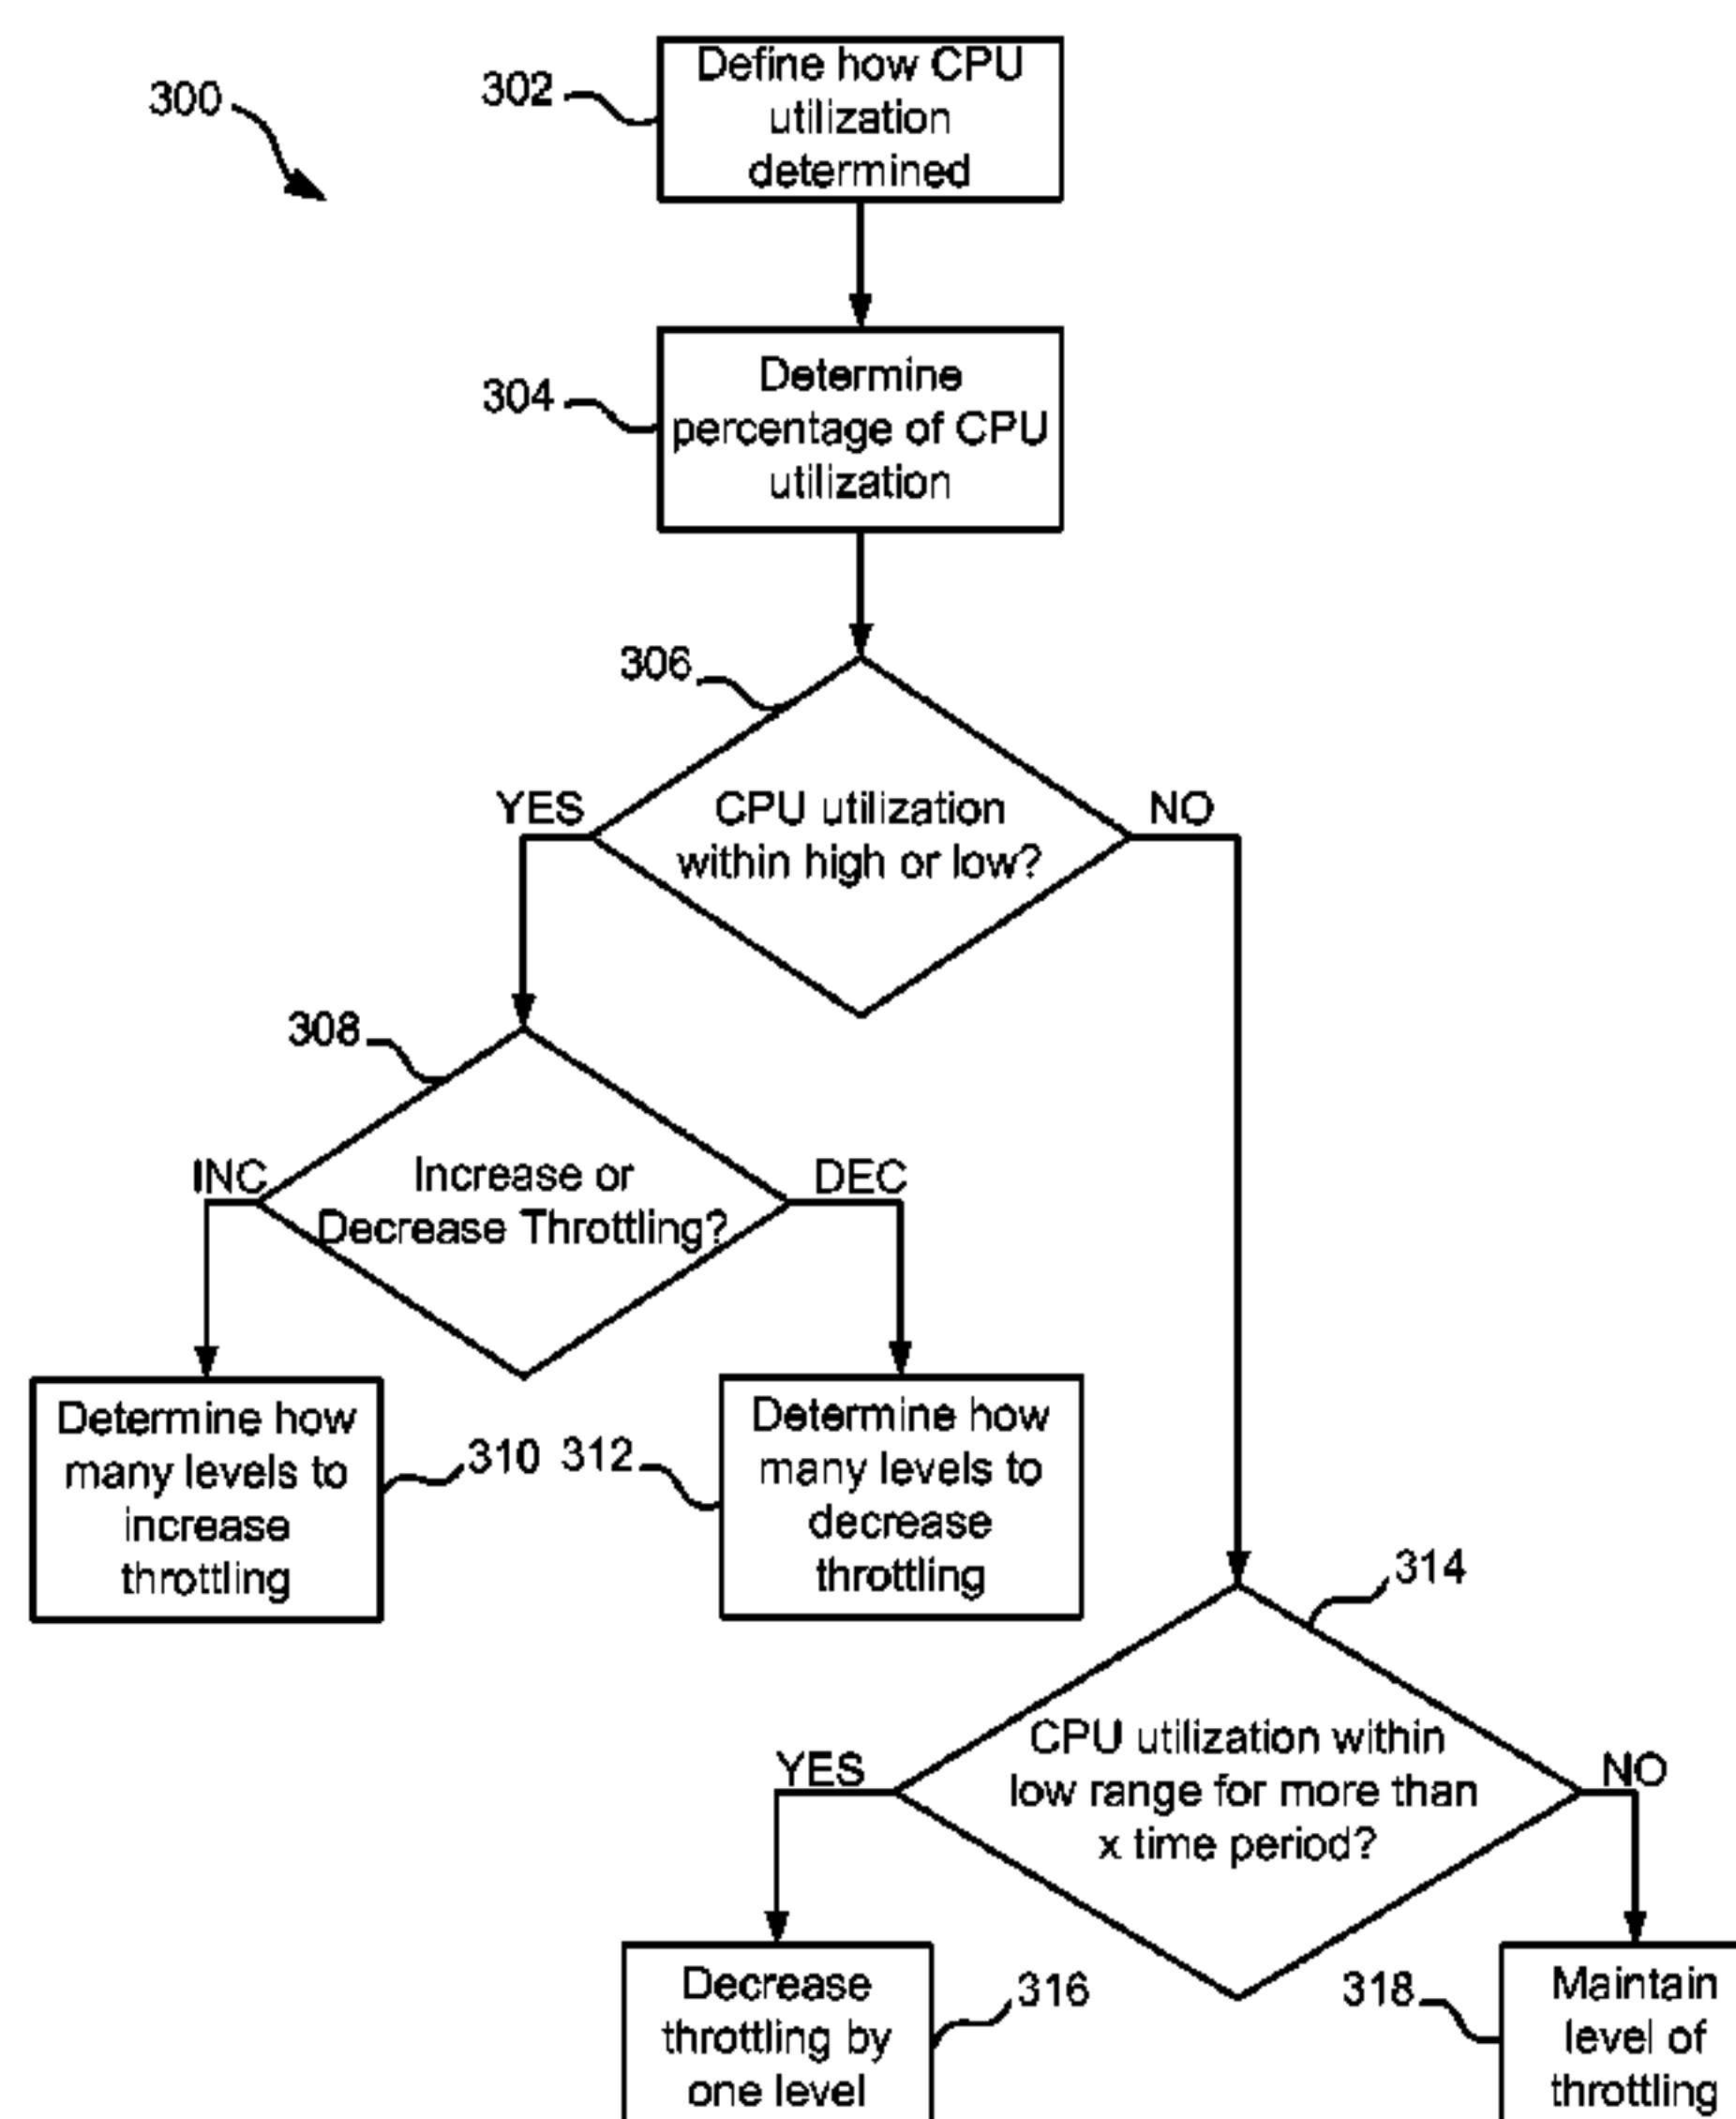 300
302
Define how CPU
utilization
determined
304
Determine
percentage of CPU
utilization
306
YES
CPU utilization
within high or low?
NO
308
INC
Increase or
Decrease Throttling?
DEC
Determine how
many levels to
increase
throttling
310
312
Determine how
many levels to
decrease
throttling
314
YES
CPU utilization within
low range for more than
x time period?
NO
Decrease
throttling by
one level
316
318
Maintain
level of
throttling